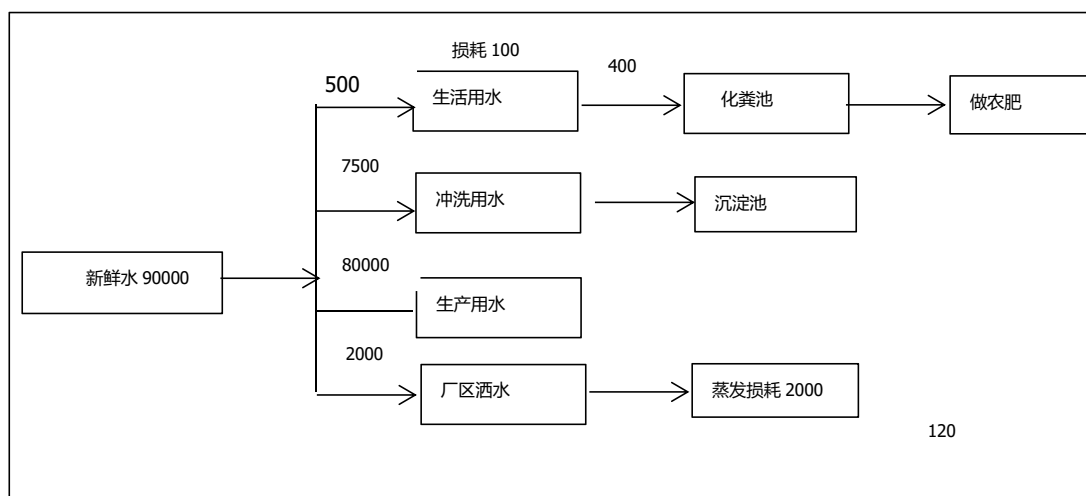 损耗 100
500
生活用水
400
化粪池
做农肥
7500
冲洗用水
沉淀池
新鲜水 90000
80000
生产用水
2000
厂区洒水
蒸发损耗 2000
120